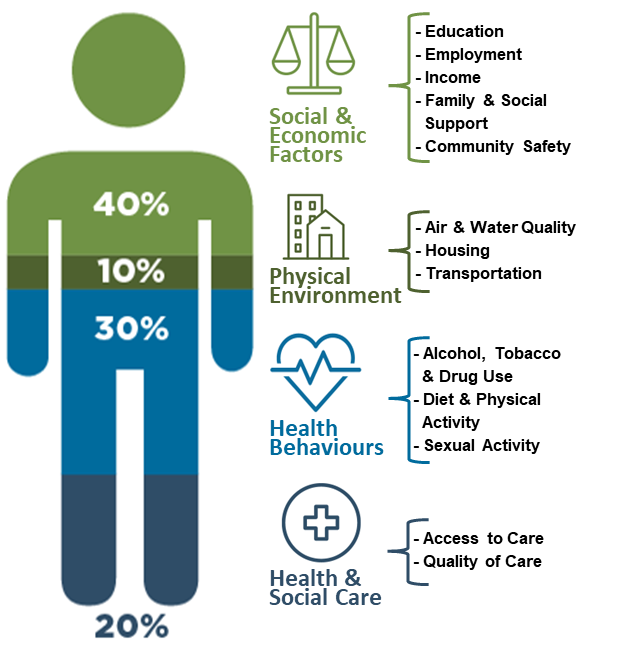 40%
10%
30%
20%
Social &
Economic
Factors
- Education
- Employment
- Income
- Family & Social
Support
- Community Safety
Physical
Environment
- Air & Water Quality
- Housing
- Transportation
Health
Behaviours
- Alcohol, Tobacco
& Drug Use
- Diet & Physical
Activity
- Sexual Activity
Health &
Social Care
- Access to Care
- Quality of Care